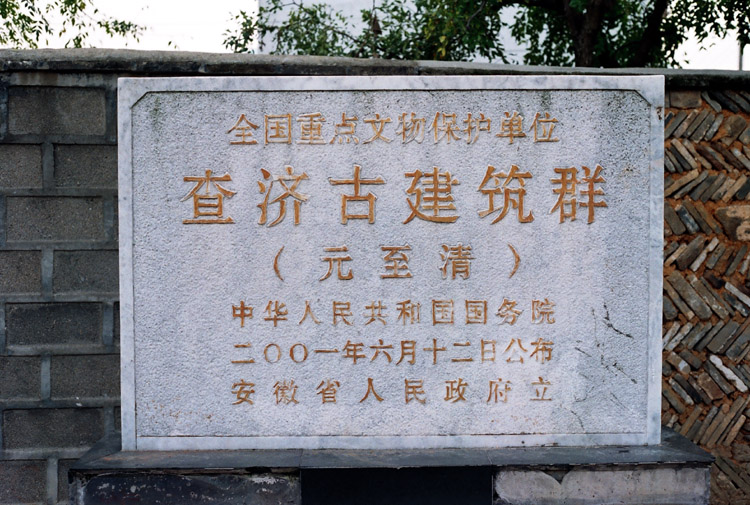 全国重点文物保护单位
查济古建筑群
（元至清）
中华人民共和国国务院
二〇〇一年六月十二日公布
安徽省人民政府立